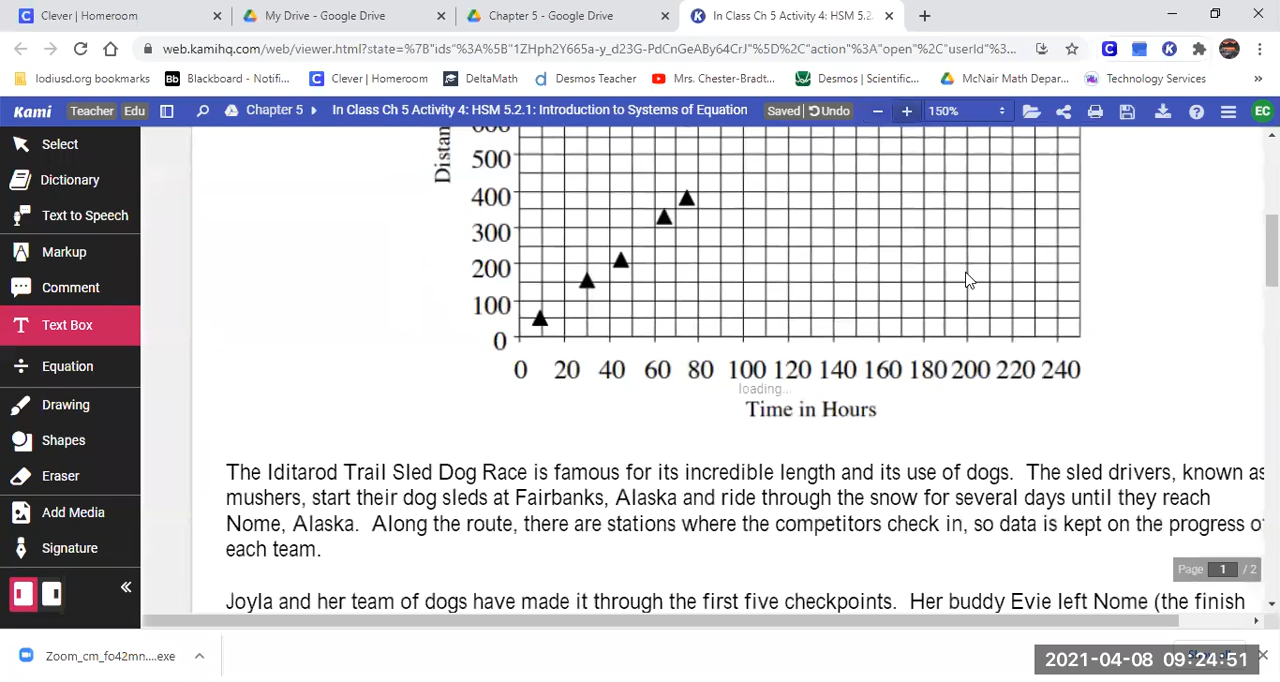 Clever | Homeroom
My Drive - Google Drive
Chapter 5 - Google Drive
In Class Ch 5 Activity 4: HSM 5.2.
web.kamihq.com/web/viewer.html?state=%7B"ids"%3A%5B"1ZHph2Y665a-y_d23G-PdCnGeABy64CrJ"%5D%2C"action"%3A"open"%2C"userId"%3...
lodiusd.org bookmarks
Bb Blackboard - Notifi...
Clever | Homeroom
DeltaMath
Desmos Teacher
Mrs. Chester-Bradt...
Desmos | Scientific...
McNair Math Depar...
Technology Services
»
Kami Teacher Edu
Chapter 5
In Class Ch 5 Activity 4: HSM 5.2.1: Introduction to Systems of Equation
Saved Undo
150%
EC
Select
Dictionary
Text to Speech
Markup
Comment
Text Box
Equation
Drawing
Shapes
Eraser
Add Media
Signature
Distan
600
500
400
300
200
100
0
0 20 40 60 80 100 120 140 160 180 200 220 240
loading...
Time in Hours
The Iditarod Trail Sled Dog Race is famous for its incredible length and its use of dogs. The sled drivers, known as
mushers, start their dog sleds at Fairbanks, Alaska and ride through the snow for several days until they reach
Nome, Alaska. Along the route, there are stations where the competitors check in, so data is kept on the progress of
each team.
Page 1 / 2
Joyla and her team of dogs have made it through the first five checkpoints. Her buddy Evie left Nome (the finish
Zoom_cm_fo42mn....exe
2021-04-08 09:24:51